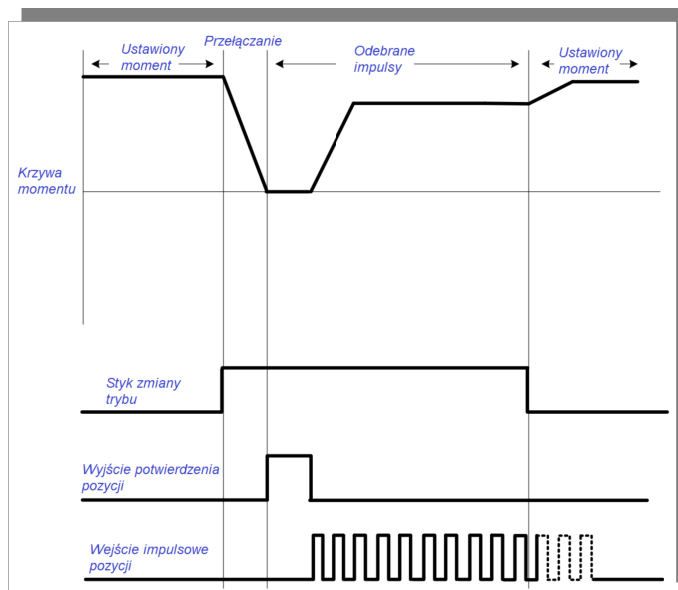 Ustawiony
moment
Przełączanie
Odebrane
impulsy
Ustawiony
moment
Krzywa
momentu
Styk zmiany
trybu
Wyjście potwierdzenia
pozycji
Wejście impulsowe
pozycji